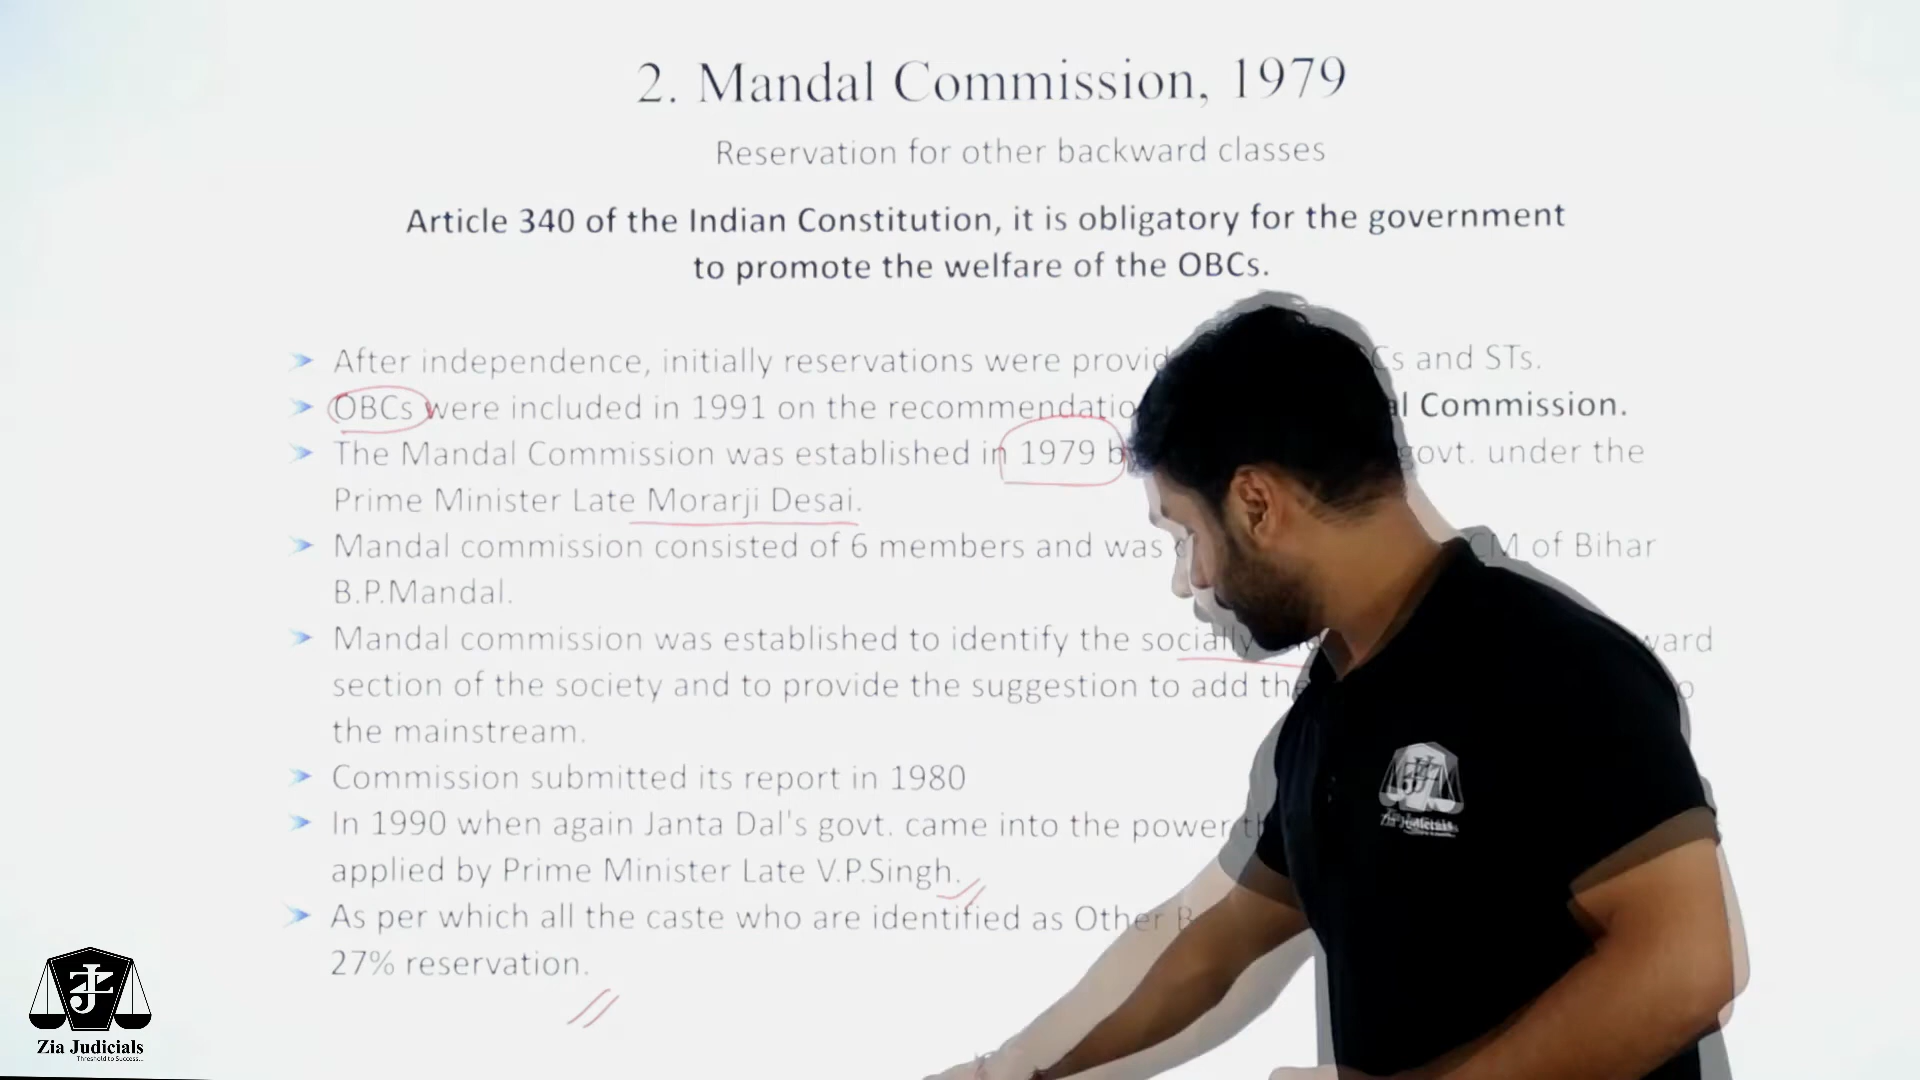 2. Mandal Commission, 1979
Reservation for other backward classes
Article 340 of the Indian Constitution, it is obligatory for the government
to promote the welfare of the OBCs.
After independence, initially reservations were and STs.
OBCs were included in 1991 on the Commission.
The Mandal Commission was established in 1979 govt. under the
Prime Minister Late Morarji Desai.
Mandal commission consisted of 6 members and was CM of Bihar
B.P.Mandal.
Mandal commission was established to identify the socially
section of the society and to provide the suggestion to add
the mainstream.
Commission submitted its report in 1980
In 1990 when again Janta Dal's govt. came into the power
applied by Prime Minister Late V.P.Singh.
As per which all the caste who are identified as Other
27% reservation.
Zia Judicials
Zia Judicials
Threshold to Success...